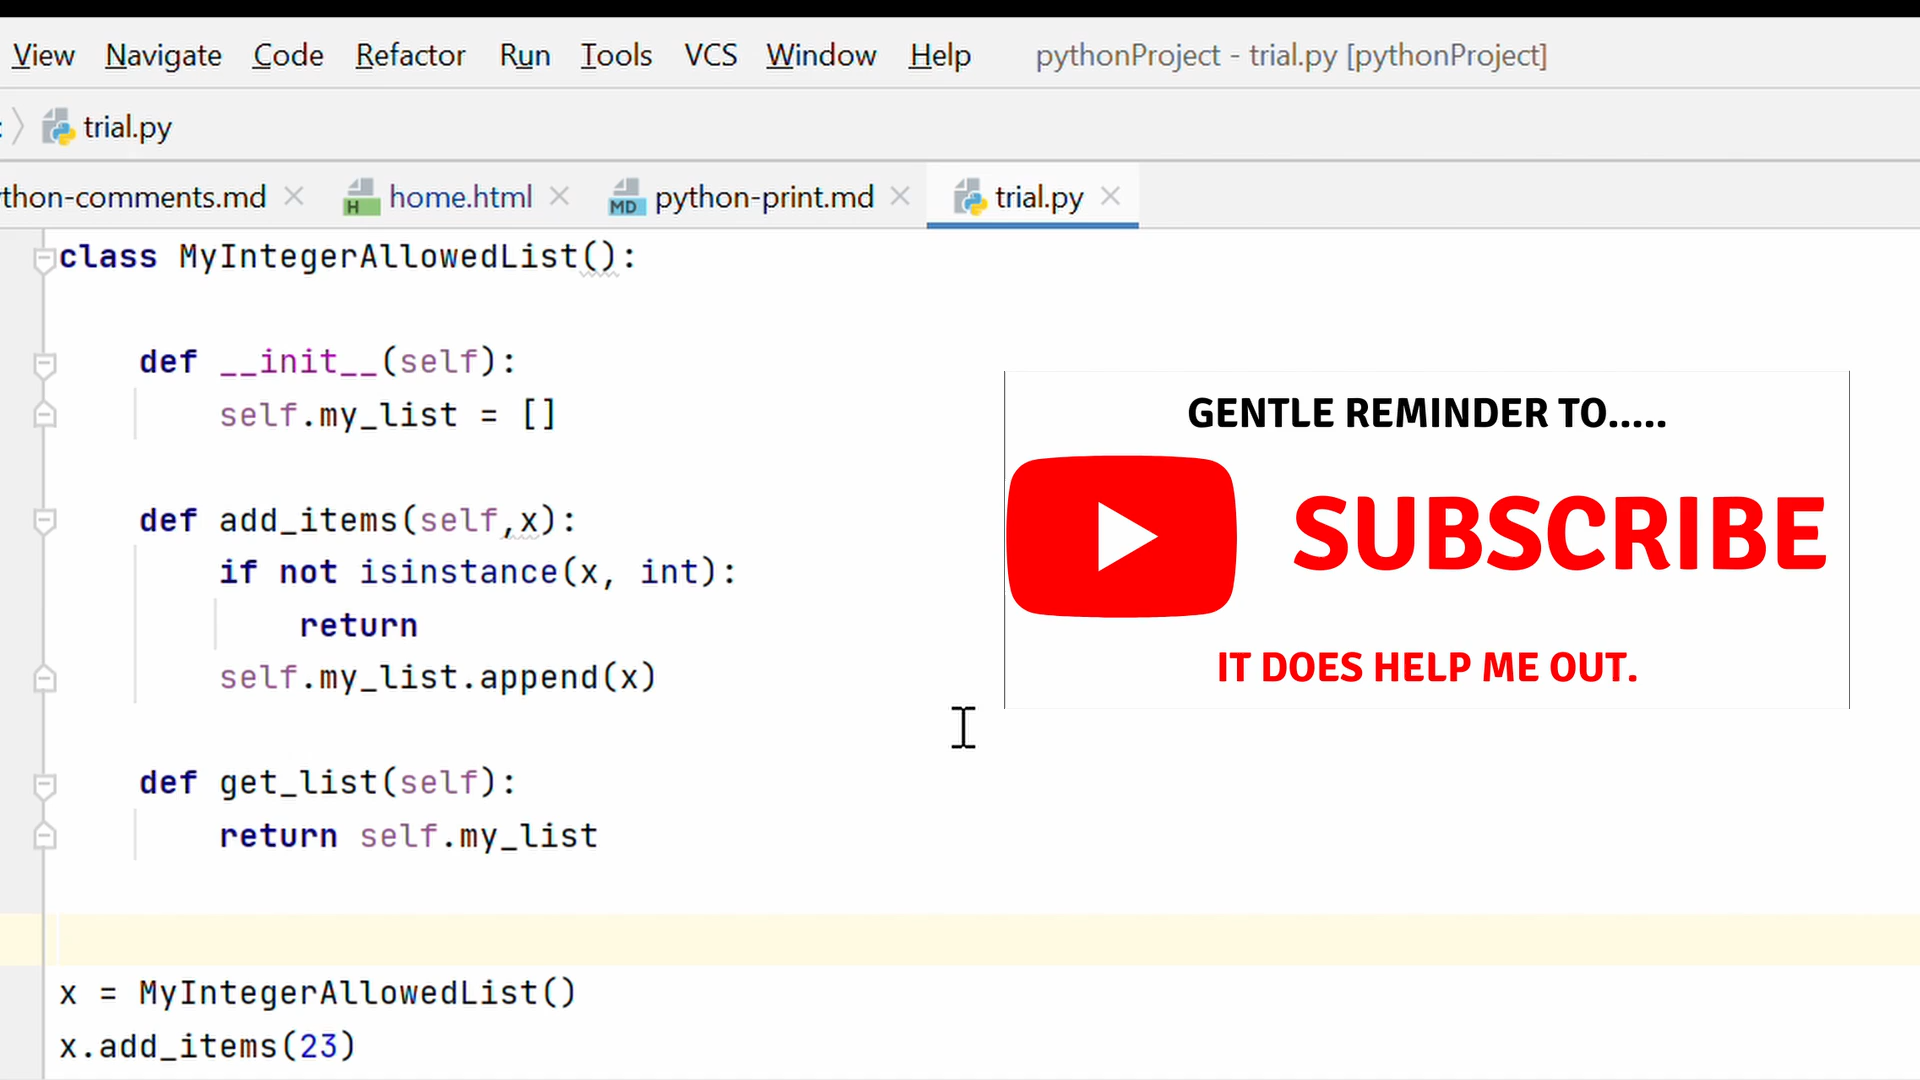 View Navigate Code Refactor Run Tools VCS Window Help pythonProject - trial.py [pythonProject]
trial.py
thon-comments.md home.html python-print.md trial.py
class MyIntegerAllowedList():
def __init__(self):
self.my_list = []
def add_items(self,x):
if not isinstance(x, int):
return
self.my_list.append(x)
def get_list(self):
return self.my_list
x = MyIntegerAllowedList()
x.add_items(23)
GENTLE REMINDER TO.....
SUBSCRIBE
IT DOES HELP ME OUT.